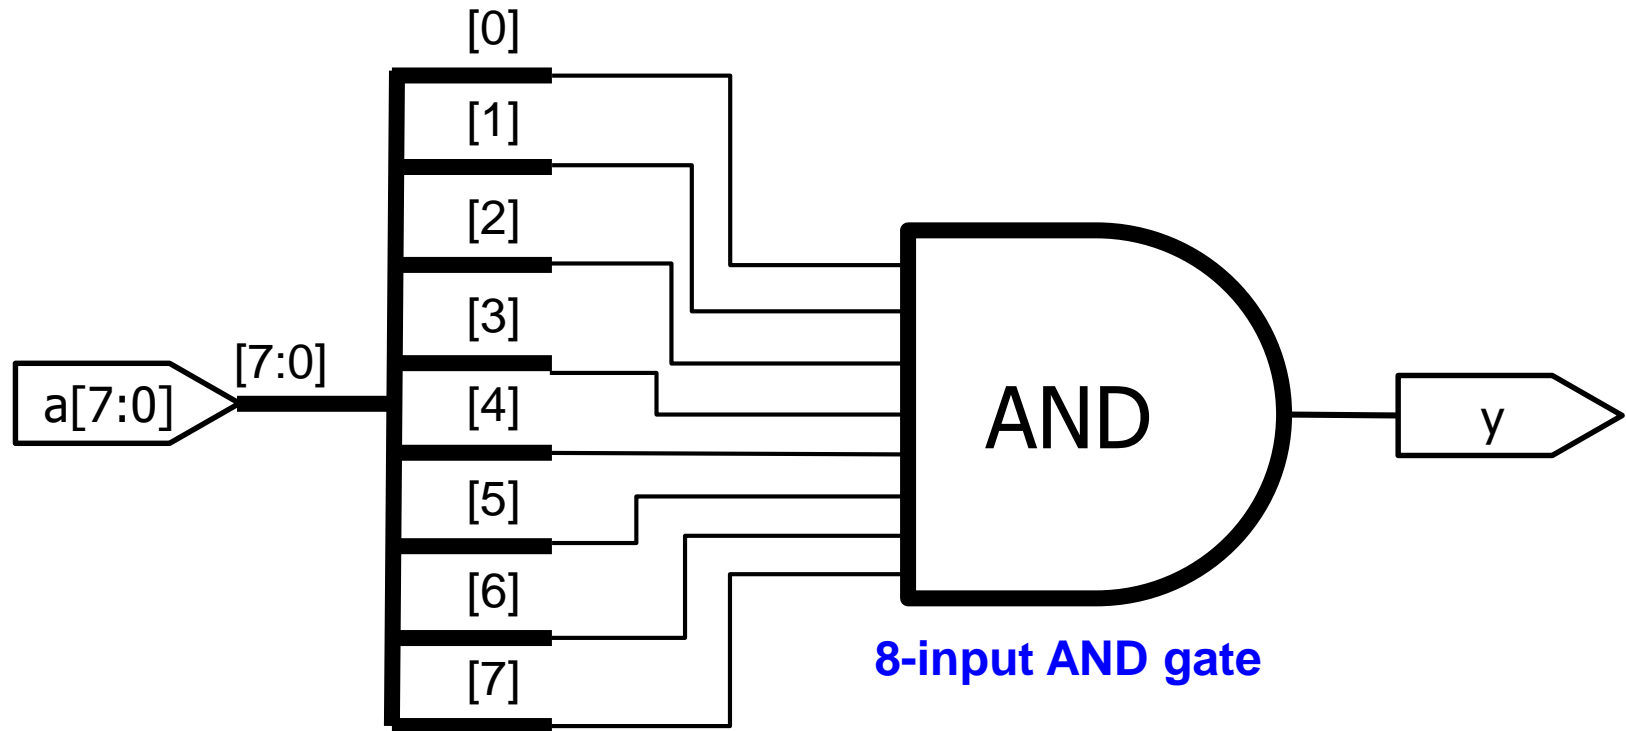 [0]
[1]
[2]
[3]
[7:0]
a[7:0]
[4]
AND
y
[5]
[6]
8-input AND gate
[7]